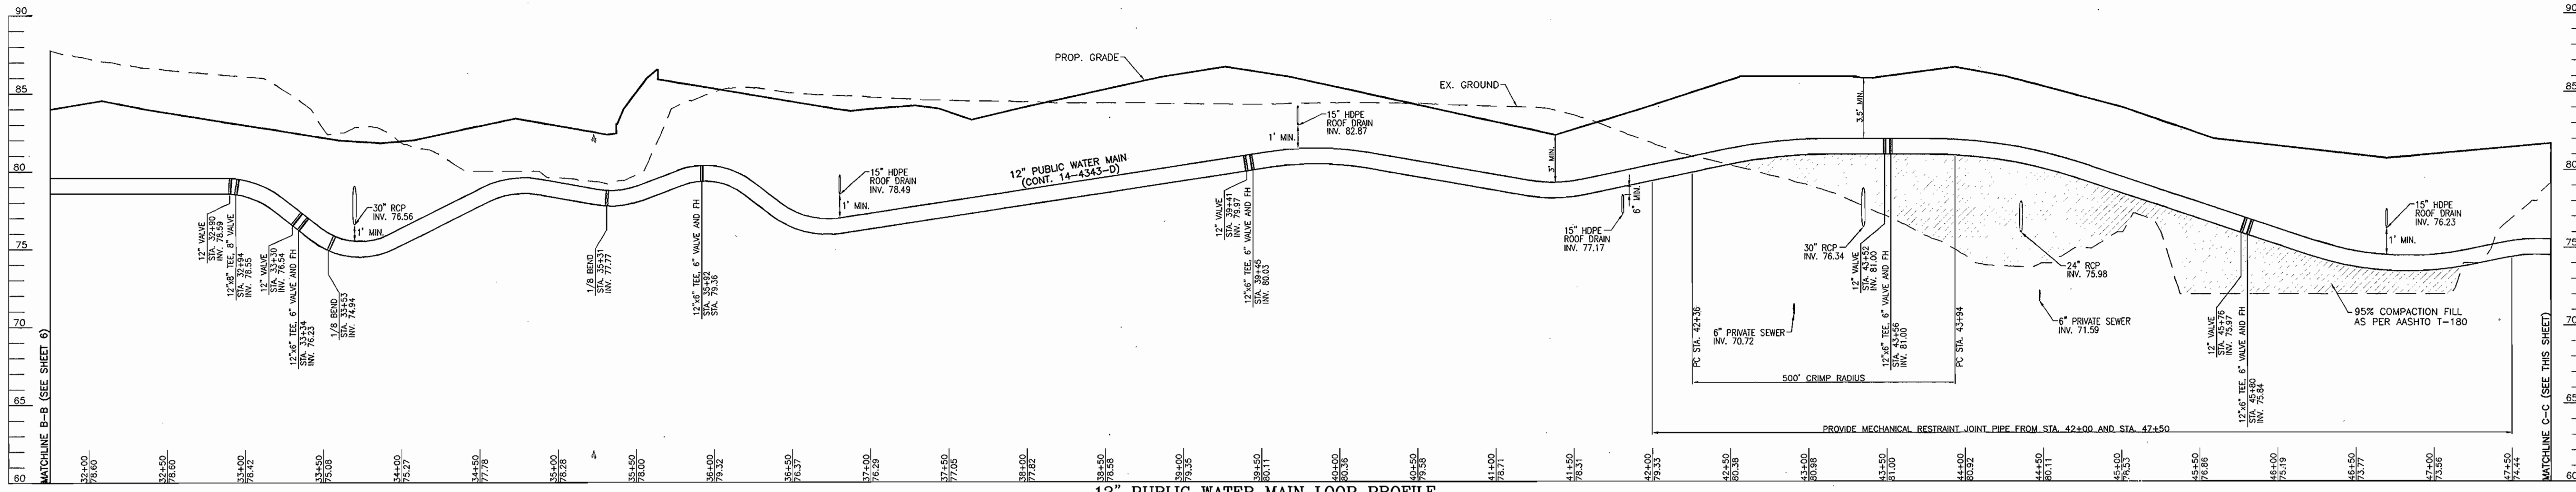 90
85
80
75
70
65
60
MATCHLINE B-B (SEE SHEET 6)
12" VALVE
STA. 32+90
INV. 78.59
12"x8" TEE, 8" VALVE
STA. 32+94
INV. 78.55
12" VALVE
STA. 33+30
INV. 76.54
12"x6" TEE, 6" VALVE AND FH
STA. 33+34
INV. 76.23
1/8 BEND
STA. 33+53
INV. 74.94
30" RCP
INV. 76.56
1' MIN.
4
1/8 BEND
STA. 35+31
INV. 77.77
12"x6" TEE, 6" VALVE AND FH
STA. 35+92
INV. 79.36
15" HDPE
ROOF DRAIN
INV. 78.49
1' MIN.
12" PUBLIC WATER MAIN
(CONT. 14-4343-D)
PROP. GRADE
12" VALVE
STA. 39+41
INV. 79.97
12"x6" TEE, 6" VALVE AND FH
STA. 39+45
INV. 80.03
1' MIN.
15" HDPE
ROOF DRAIN
INV. 82.87
EX. GROUND
3' MIN.
15" HDPE
ROOF DRAIN
INV. 77.17
6" MIN.
PC STA. 42+36
6" PRIVATE SEWER
INV. 70.72
3.5' MIN.
30" RCP
INV. 76.34
12" VALVE
STA. 43+52
INV. 81.00
12"x6" TEE, 6" VALVE AND FH
STA. 43+56
INV. 81.00
PC STA. 43+94
500' CRIMP RADIUS
24" RCP
INV. 75.98
6" PRIVATE SEWER
INV. 71.59
12" VALVE
STA. 45+76
INV. 75.97
12"x6" TEE, 6" VALVE AND FH
STA. 45+80
INV. 75.84
15" HDPE
ROOF DRAIN
INV. 76.23
1' MIN.
95% COMPACTION FILL
AS PER AASHTO T-180
PROVIDE MECHANICAL RESTRAINT JOINT PIPE FROM STA. 42+00 AND STA. 47+50
MATCHLINE C-C (SEE THIS SHEET)
90
85
80
75
70
65
60
32+00
78.60
32+50
78.60
33+00
78.42
33+50
75.08
34+00
75.27
34+50
77.78
35+00
78.28
4
35+50
78.00
36+00
79.32
36+50
76.37
37+00
76.29
37+50
77.05
38+00
77.82
38+50
78.58
39+00
79.35
39+50
80.11
40+00
80.36
40+50
79.58
41+00
78.71
41+50
78.31
42+00
79.33
42+50
80.38
43+00
80.98
43+50
81.00
44+00
80.92
44+50
80.11
45+00
78.53
45+50
76.86
46+00
75.19
46+50
73.77
47+00
73.56
47+50
74.44
12" PUBLIC WATER MAIN LOOP PROFILE